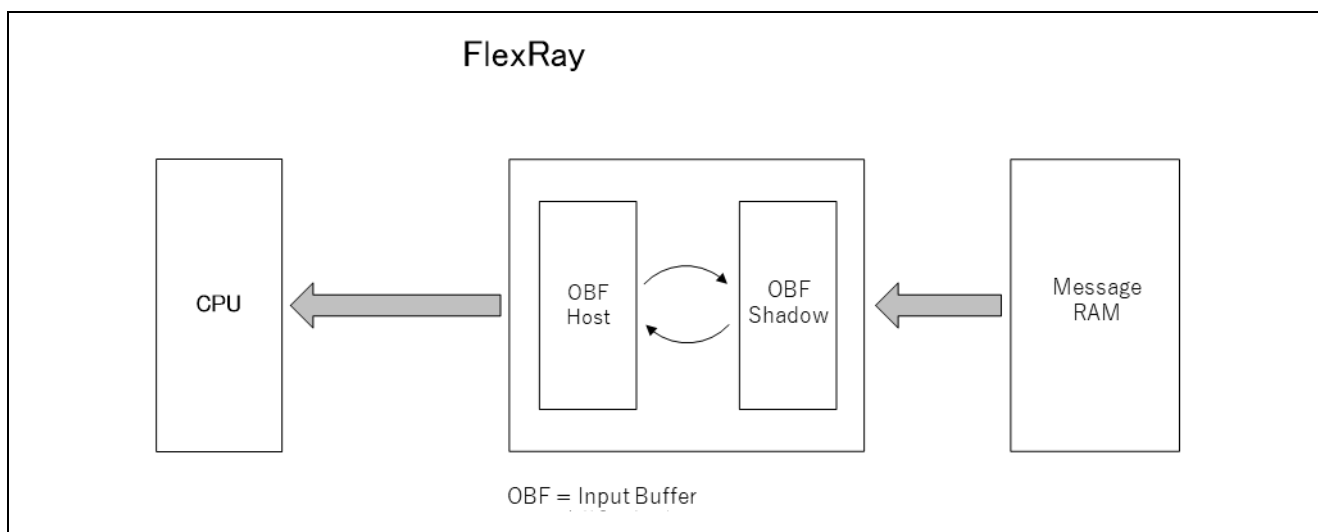 FlexRay
CPU
OBF
Host
OBF
Shadow
Message
RAM
OBF = Input Buffer